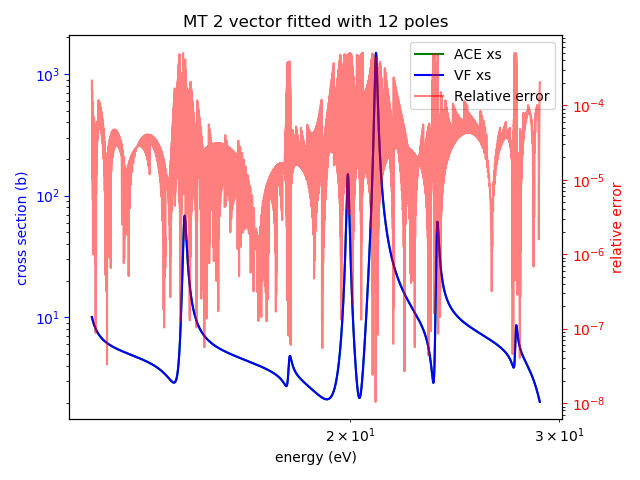 MT 2 vector fitted with 12 poles
ACE xs
VF xs
Relative error
cross section (b)
10³
10²
10¹
relative error
10⁻⁴
10⁻⁵
10⁻⁶
10⁻⁷
10⁻⁸
2 × 10¹
3 × 10¹
energy (eV)